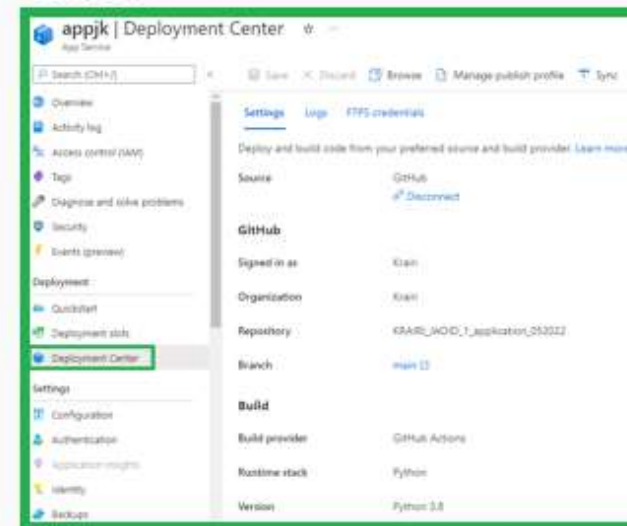 appjk | Deployment Center
App Service
Search (Ctrl+/)
Save Discard Browse Manage publish profile Sync
Overview
Activity log
Access control (IAM)
Tags
Diagnose and solve problems
Security
Events (preview)
Deployment
Quickstart
Deployment slots
Deployment Center
Settings
Configuration
Authentication
Application Insights
Identity
Backups
Settings Logs FTPS credentials
Deploy and build code from your preferred source and build provider. Learn more
Source GitHub
Disconnect
GitHub
Signed in as
Organization
Repository
Branch main
Build
Build provider GitHub Actions
Runtime stack Python
Version Python 3.8